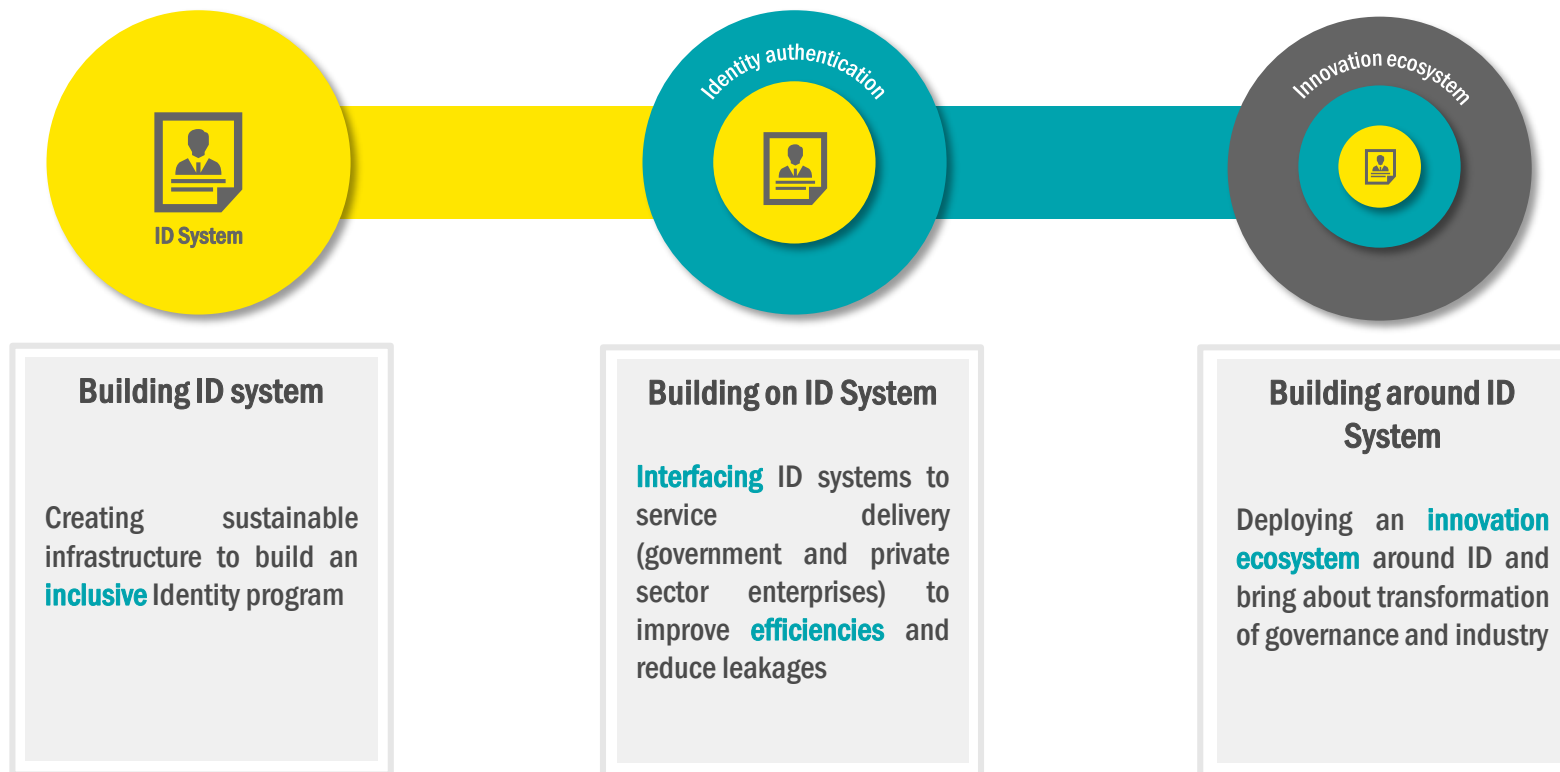 ID System
Identity authentication
Innovation ecosystem
Building ID system
Creating sustainable
infrastructure to build an
inclusive Identity program
Building on ID System
Interfacing ID systems to
service delivery
(government and private
sector enterprises) to
improve efficiencies and
reduce leakages
Building around ID
System
Deploying an innovation
ecosystem around ID and
bring about transformation
of governance and industry